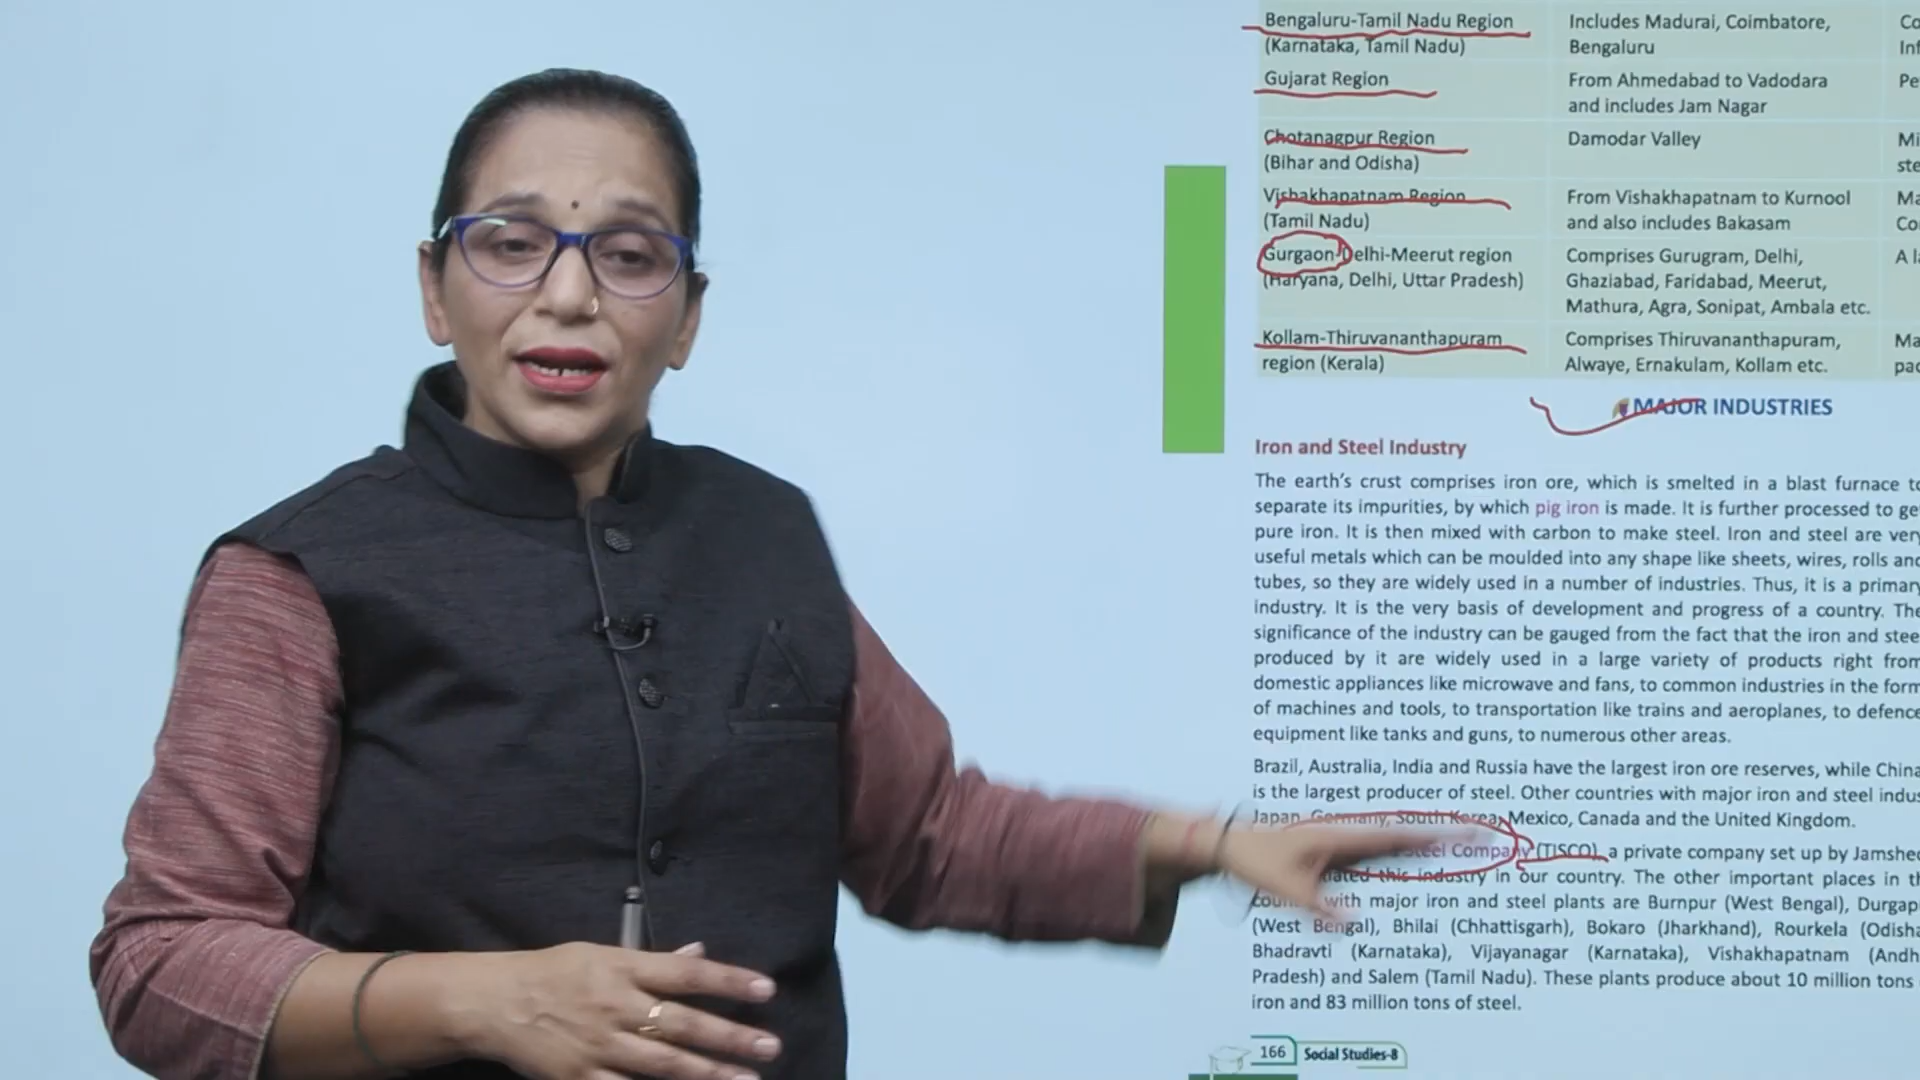 Bengaluru-Tamil Nadu Region
(Karnataka, Tamil Nadu)
Includes Madurai, Coimbatore,
Bengaluru
Gujarat Region
From Ahmedabad to Vadodara
and includes Jam Nagar
Chotanagpur Region
(Bihar and Odisha)
Damodar Valley
Vishakhapatnam Region
(Tamil Nadu)
From Vishakhapatnam to Kurnool
and also includes Bakasam
Gurgaon-Delhi-Meerut region
(Haryana, Delhi, Uttar Pradesh)
Comprises Gurugram, Delhi,
Ghaziabad, Faridabad, Meerut,
Mathura, Agra, Sonipat, Ambala etc.
Kollam-Thiruvananthapuram
region (Kerala)
Comprises Thiruvananthapuram,
Alwaye, Ernakulam, Kollam etc.
MAJOR INDUSTRIES
Iron and Steel Industry
The earth's crust comprises iron ore, which is smelted in a blast furnace
separate its impurities, by which pig iron is made. It is further processed to
pure iron. It is then mixed with carbon to make steel. Iron and steel are
useful metals which can be moulded into any shape like sheets, wires, rolls
tubes, so they are widely used in a number of industries. Thus, it is a primary
industry. It is the very basis of development and progress of a country. The
significance of the industry can be gauged from the fact that the iron and
produced by it are widely used in a large variety of products right from
domestic appliances like microwave and fans, to common industries in the form
of machines and tools, to transportation like trains and aeroplanes, to defence
equipment like tanks and guns, to numerous other areas.
Brazil, Australia, India and Russia have the largest iron ore reserves, while China
is the largest producer of steel. Other countries with major iron and steel
Japan, Germany, South Korea, Mexico, Canada and the United Kingdom.
Steel Company (TISCO), a private company set up by
this industry in our country. The other important places in
with major iron and steel plants are Burnpur (West Bengal),
(West Bengal), Bhilai (Chhattisgarh), Bokaro (Jharkhand), Rourkela
Bhadravti (Karnataka), Vijayanagar (Karnataka), Vishakhapatnam
Pradesh) and Salem (Tamil Nadu). These plants produce about 10 million tons
iron and 83 million tons of steel.
166 Social Studies-8